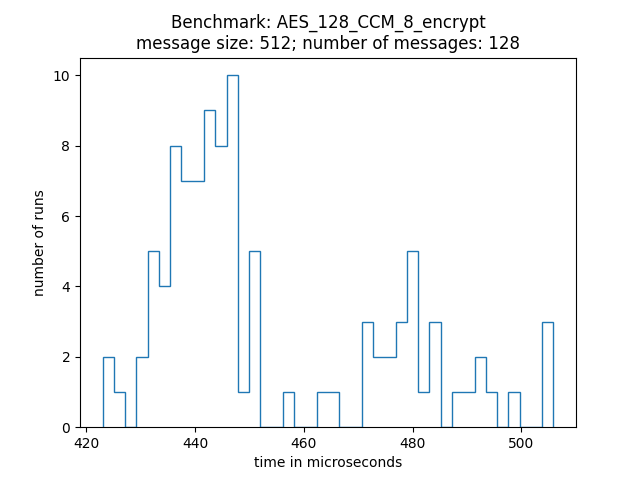 Benchmark: AES_128_CCM_8_encrypt
message size: 512; number of messages: 128
10
8
6
4
2
0
number of runs
420 440 460 480 500
time in microseconds